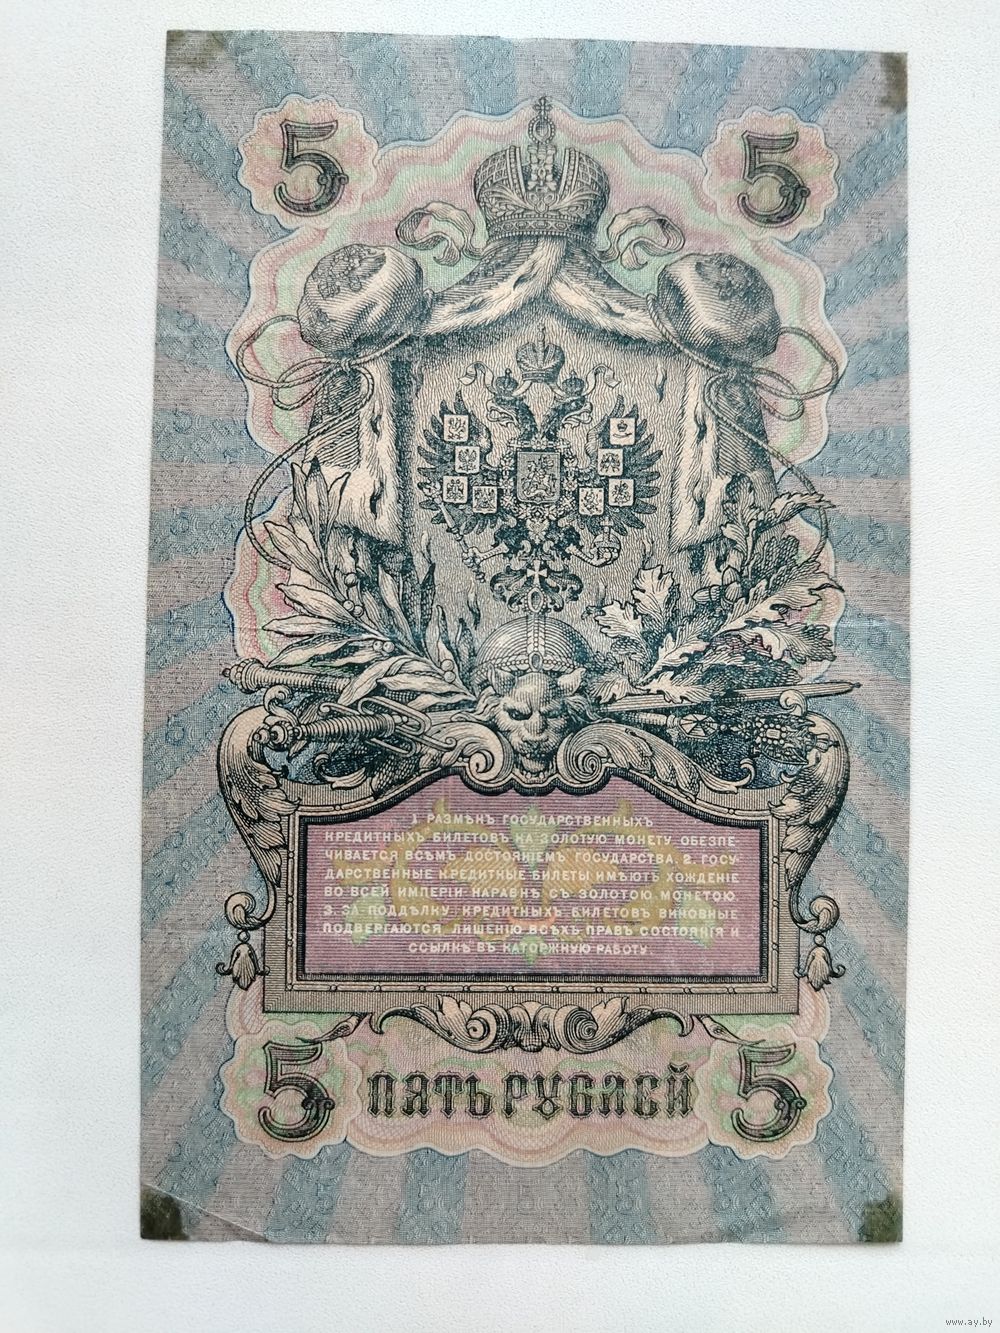 5 5
1. РАЗМѢНЪ ГОСУДАРСТВЕННЫХЪ
КРЕДИТНЫХЪ БИЛЕТОВЪ НА ЗОЛОТУЮ МОНЕТУ ОБЕЗПЕ-
ЧИВАЕТСЯ ВСѢМЪ ДОСТОЯНІЕМЪ ГОСУДАРСТВА. 2. ГОСУ-
ДАРСТВЕННЫЕ КРЕДИТНЫЕ БИЛЕТЫ ИМѢЮТЪ ХОЖДЕНІЕ
ВО ВСЕЙ ИМПЕРІИ НАРАВНѢ СЪ ЗОЛОТОЮ МОНЕТОЮ.
3. ЗА ПОДДѢЛКУ КРЕДИТНЫХЪ БИЛЕТОВЪ ВИНОВНЫЕ
ПОДВЕРГАЮТСЯ ЛИШЕНІЮ ВСѢХЪ ПРАВЪ СОСТОЯНІЯ И
ССЫЛКѢ ВЪ КАТОРЖНУЮ РАБОТУ.
5 ПЯТЬ РУБЛЕЙ 5
www.ay.by